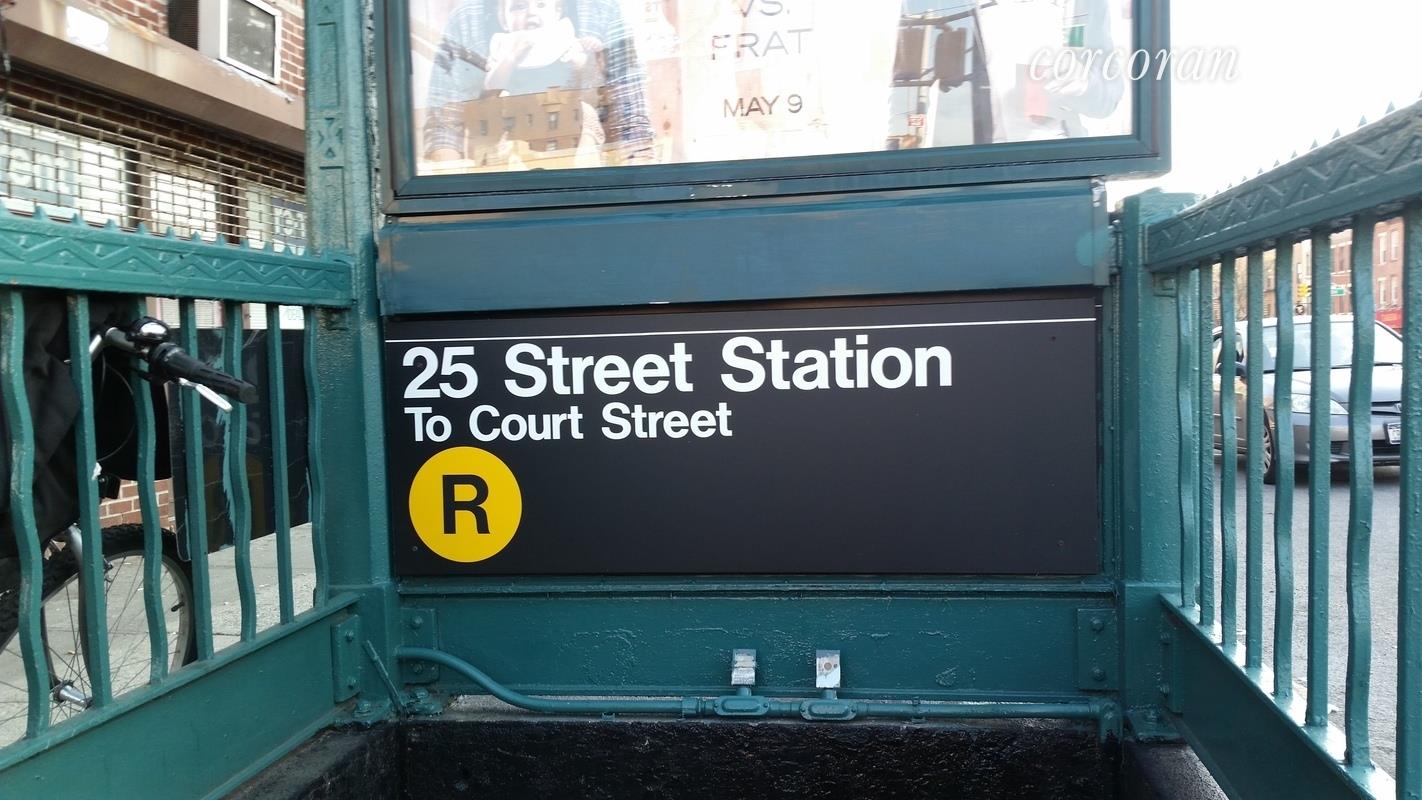 VS.
FRAT
MAY 9
corcoran
25 Street Station
To Court Street
R